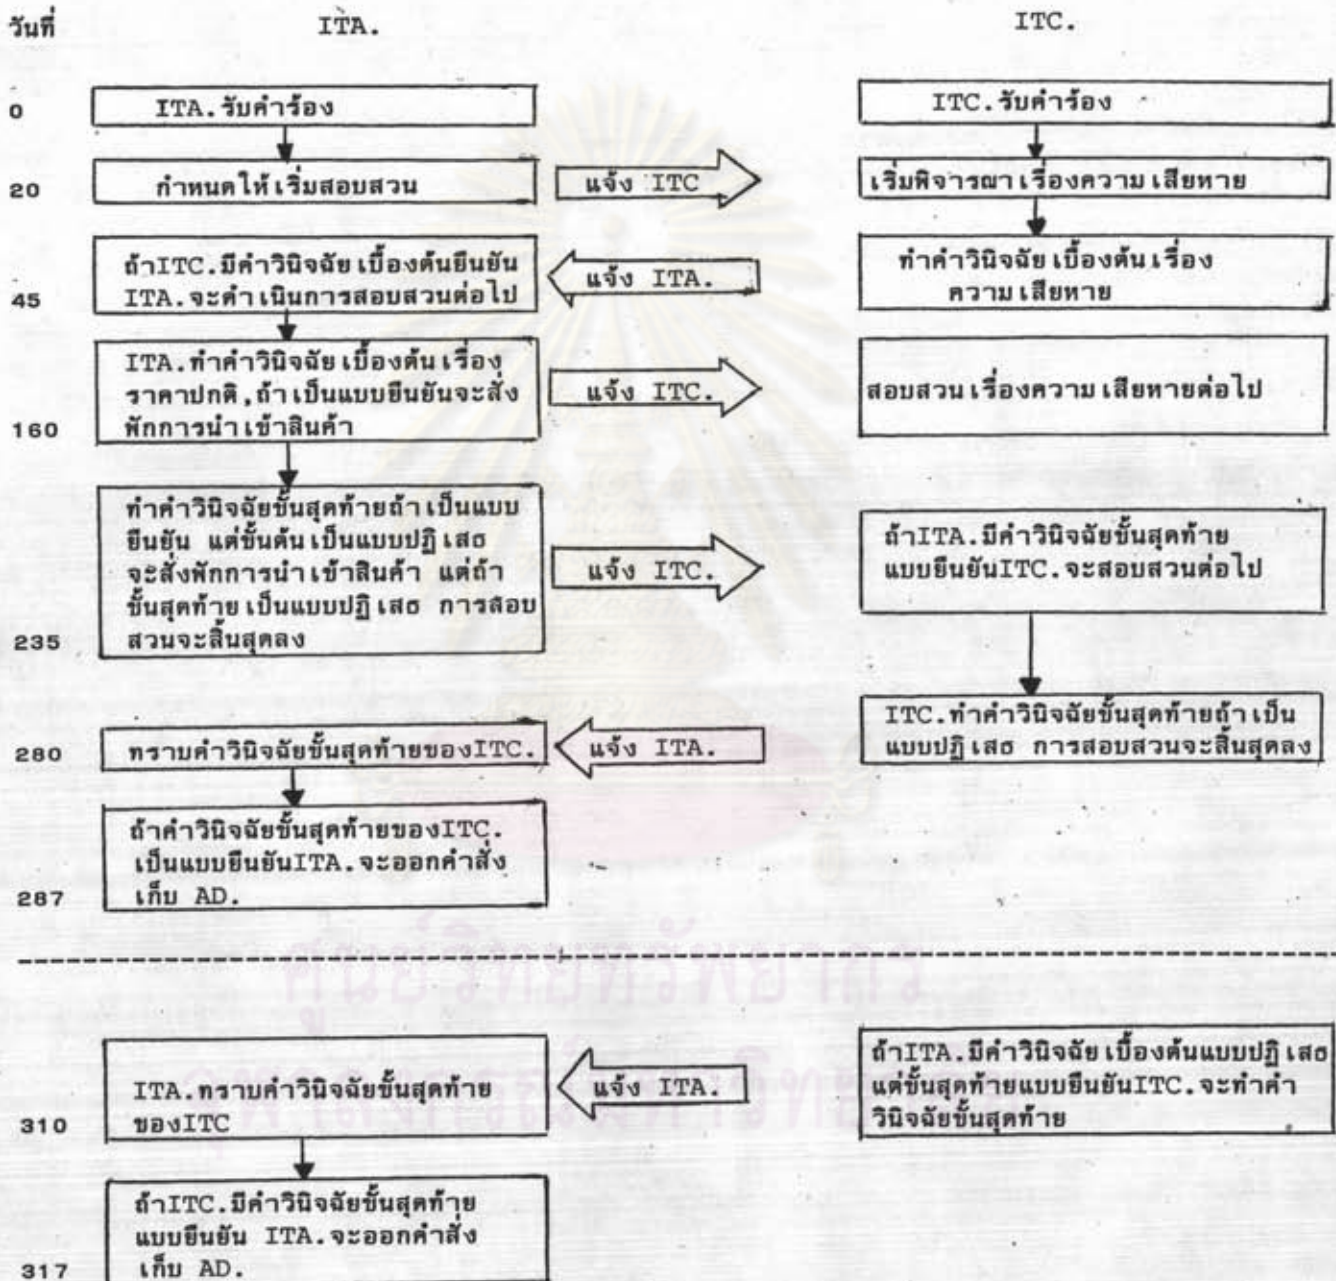 วันที่ ITA. ITC.
0 ITA.รับคำร้อง ITC.รับคำร้อง
20 กำหนดให้เริ่มสอบสวน แจ้ง ITC เริ่มพิจารณาเรื่องความเสียหาย
ถ้าITC.มีคำวินิจฉัยเบื้องต้นยืนยัน
45 ITA.จะดำเนินการสอบสวนต่อไป
แจ้ง ITA.
ทำคำวินิจฉัยเบื้องต้นเรื่อง
ความเสียหาย
ITA.ทำคำวินิจฉัยเบื้องต้นเรื่อง
ราคาปกติ,ถ้าเป็นแบบยืนยันจะสั่ง
160 พักการนำเข้าสินค้า
แจ้ง ITC.
สอบสวนเรื่องความเสียหายต่อไป
ทำคำวินิจฉัยขั้นสุดท้ายถ้าเป็นแบบ
ยืนยัน แต่ขั้นต้นเป็นแบบปฏิเสธ
จะสั่งพักการนำเข้าสินค้า แต่ถ้า
ขั้นสุดท้ายเป็นแบบปฏิเสธ การสอบ
235 สวนจะสิ้นสุดลง
แจ้ง ITC.
ถ้าITA.มีคำวินิจฉัยขั้นสุดท้าย
แบบยืนยันITC.จะสอบสวนต่อไป
280 ทราบคำวินิจฉัยขั้นสุดท้ายของITC.
แจ้ง ITA.
ITC.ทำคำวินิจฉัยขั้นสุดท้ายถ้าเป็น
แบบปฏิเสธ การสอบสวนจะสิ้นสุดลง
ถ้าคำวินิจฉัยขั้นสุดท้ายของITC.
เป็นแบบยืนยันITA.จะออกคำสั่ง
287 เก็บ AD.
ศูนย์วิทยทรัพยากร
จุฬาลงกรณ์มหาวิทยาลัย
ITA.ทราบคำวินิจฉัยขั้นสุดท้าย
310 ของITC
แจ้ง ITA.
ถ้าITA.มีคำวินิจฉัยเบื้องต้นแบบปฏิเสธ
แต่ขั้นสุดท้ายแบบยืนยันITC.จะทำคำ
วินิจฉัยขั้นสุดท้าย
ถ้าITC.มีคำวินิจฉัยขั้นสุดท้าย
แบบยืนยัน ITA.จะออกคำสั่ง
317 เก็บ AD.